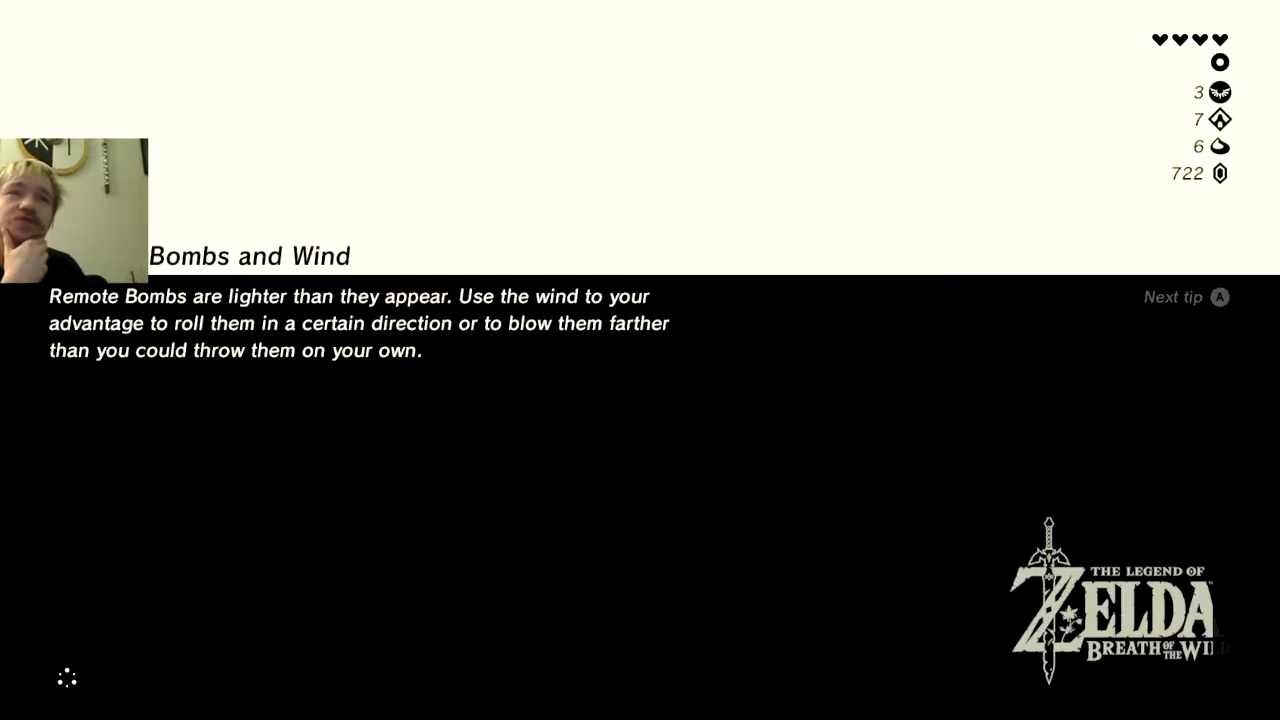 3
7
6
722
Bombs and Wind
Remote Bombs are lighter than they appear. Use the wind to your
advantage to roll them in a certain direction or to blow them farther
than you could throw them on your own.
Next tip A
THE LEGEND OF
ZELDA
BREATH OF THE WILD